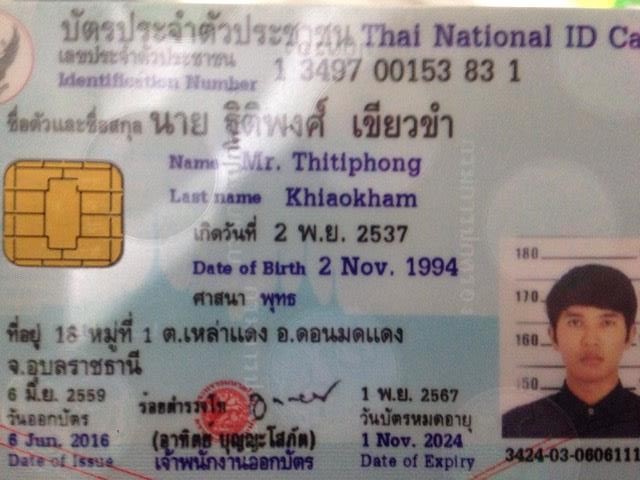 บัตรประจำตัวประชาชน Thai National ID Ca
เลขประจำตัวประชาชน
Identification Number
1 3497 00153 83 1
ชื่อตัวและชื่อสกุล นาย ธิติพงศ์ เขียวขำ
Name Mr. Thitiphong
Last name Khiaokham
เกิดวันที่ 2 พ.ย. 2537
Date of Birth 2 Nov. 1994
ศาสนา พุทธ
ที่อยู่ 18 หมู่ที่ 1 ต.เหล่าแดง อ.ดอนมดแดง
จ.อุบลราชธานี
6 มิ.ย. 2559
วันออกบัตร
6 Jun. 2016
Date of Issue
ร้อยตำรวจโท
(อาทิตย์ บุญญะโสภัต)
เจ้าพนักงานออกบัตร
1 พ.ย. 2567
วันบัตรหมดอายุ
1 Nov. 2024
Date of Expiry
180
170
160
150
3424-03-0606111